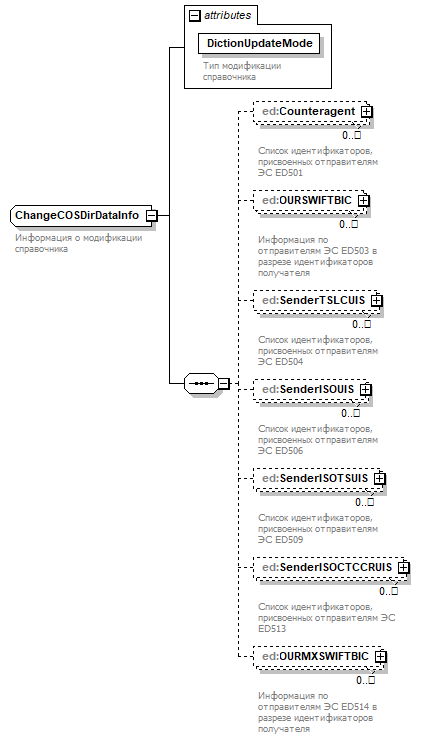 attributes
DictionUpdateMode
Тип модификации
справочника
ed:Counteragent
0..□
Список идентификаторов,
присвоенных отправителям
ЭС ED501
ed:OURSWIFTBIC
0..□
Информация по
отправителям ЭС ED503 в
разрезе идентификаторов
получателя
ChangeCOSDirDataInfo
Информация о модификации
справочника
ed:SenderTSLCUIS
0..□
Список идентификаторов,
присвоенных отправителям
ЭС ED504
ed:SenderISOUIS
0..□
Список идентификаторов,
присвоенных отправителям
ЭС ED506
ed:SenderISOTSUIS
0..□
Список идентификаторов,
присвоенных отправителям
ЭС ED509
ed:SenderISOCTCCRUIS
0..□
Список идентификаторов,
присвоенных отправителям ЭС
ED513
ed:OURMXSWIFTBIC
0..□
Информация по
отправителям ЭС ED514 в
разрезе идентификаторов
получателя